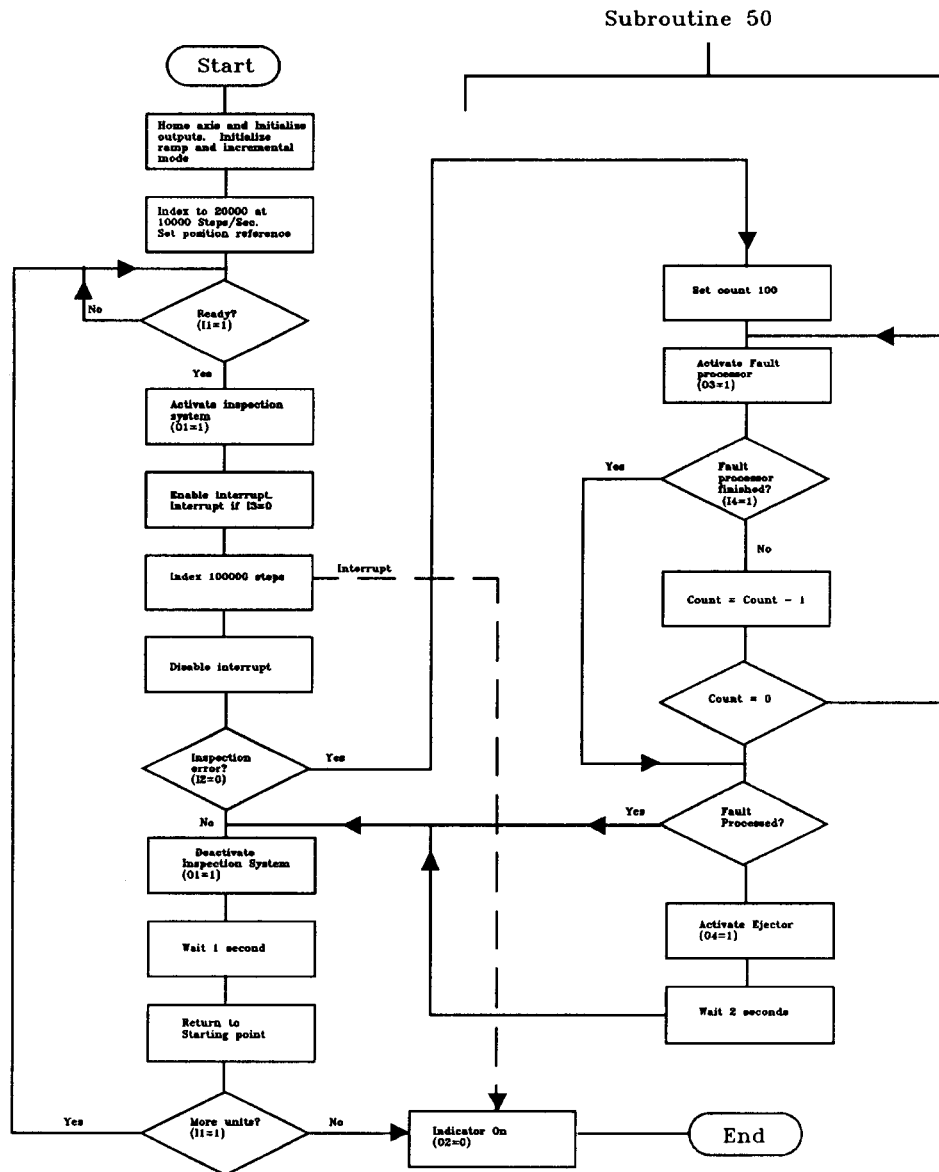 Subroutine 50
Start
Home axis and Initialize
outputs. Initialize
ramp and incremental
mode
Index to 20000 at
10000 Steps/Sec.
Set position reference
Ready?
(I1=1)
No
Yes
Activate inspection
system
(O1=1)
Enable interrupt.
Interrupt if I3=0
Index 100000 steps
Interrupt
Disable interrupt
Inspection
error?
(I2=0)
Yes
No
Deactivate
Inspection System
(O1=1)
Wait 1 second
Return to
Starting point
More units?
(I1=1)
Yes
No
Set count 100
Activate Fault
processor
(O3=1)
Fault
processor
finished?
(I4=1)
Yes
No
Count = Count - 1
Count = 0
Fault
Processed?
Yes
Activate Ejector
(O4=1)
Wait 2 seconds
Indicator On
(O2=0)
End